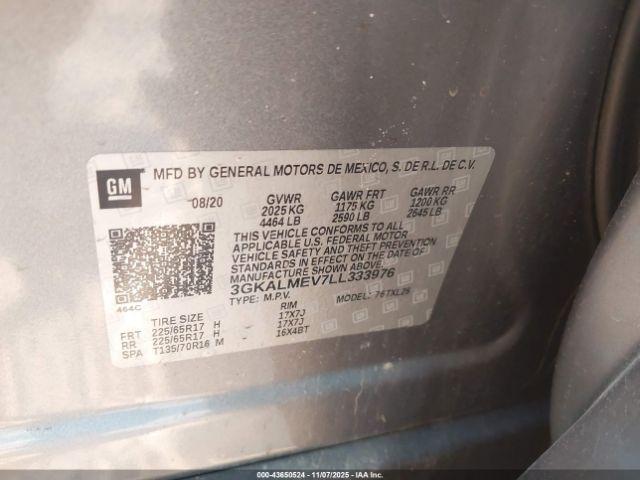 GM
MFD BY GENERAL MOTORS DE MEXICO, S. DE R.L. DE C.V.
08/20 GVWR GAWR FRT GAWR RR
2025 KG 1175 KG 1200 KG
4464 LB 2590 LB 2645 LB
THIS VEHICLE CONFORMS TO ALL
APPLICABLE U.S. FEDERAL MOTOR
VEHICLE SAFETY AND THEFT PREVENTION
STANDARDS IN EFFECT ON THE DATE OF
MANUFACTURE SHOWN ABOVE.
3GKALMEV7LL333976
TYPE: M.P.V. MODEL: 76TXL26
464C
TIRE SIZE RIM
FRT 225/65R17 H 17X7J
RR 225/65R17 H 17X7J
SPA T135/70R16 M 16X4BT
OWNER - 43650524 - 11/07/2025 - IAA Inc.